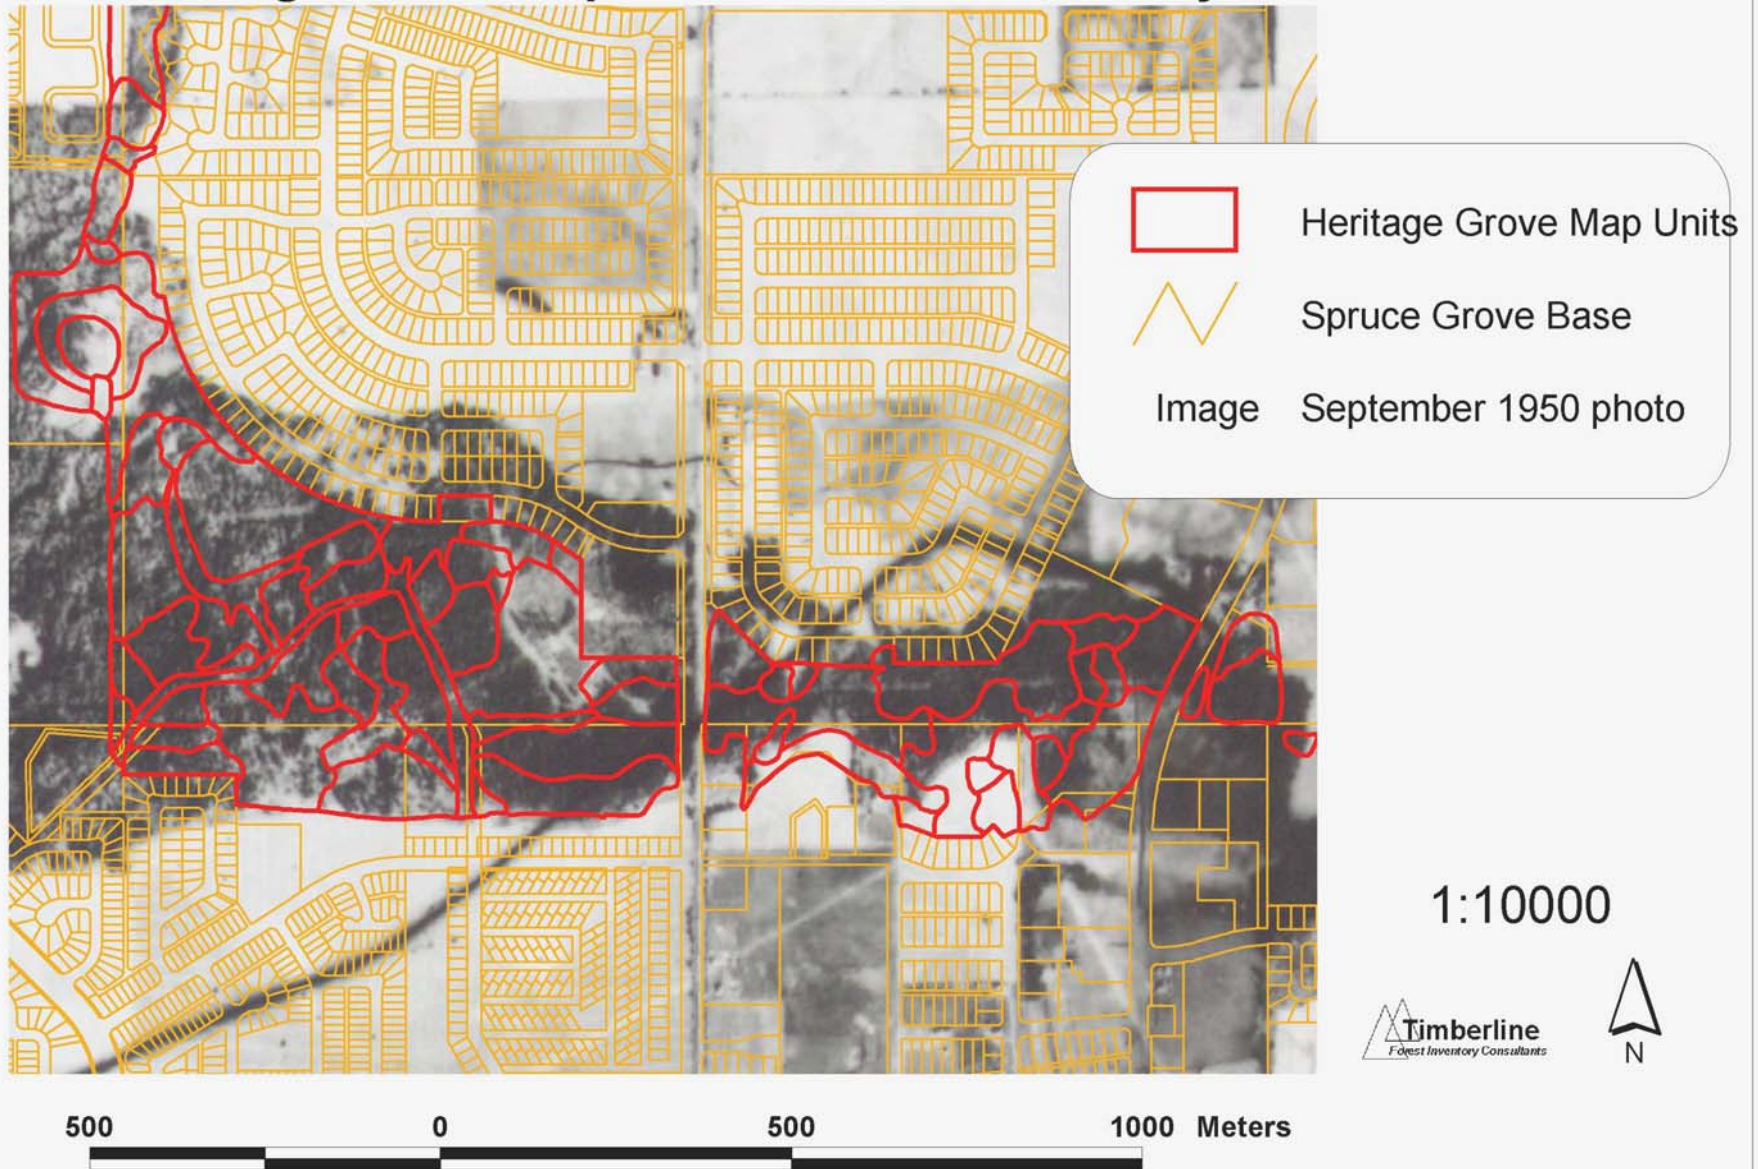 Heritage Grove Map Units
Spruce Grove Base
Image September 1950 photo
1:10000
Timberline
Forest Inventory Consultants
N
500 0 500 1000 Meters